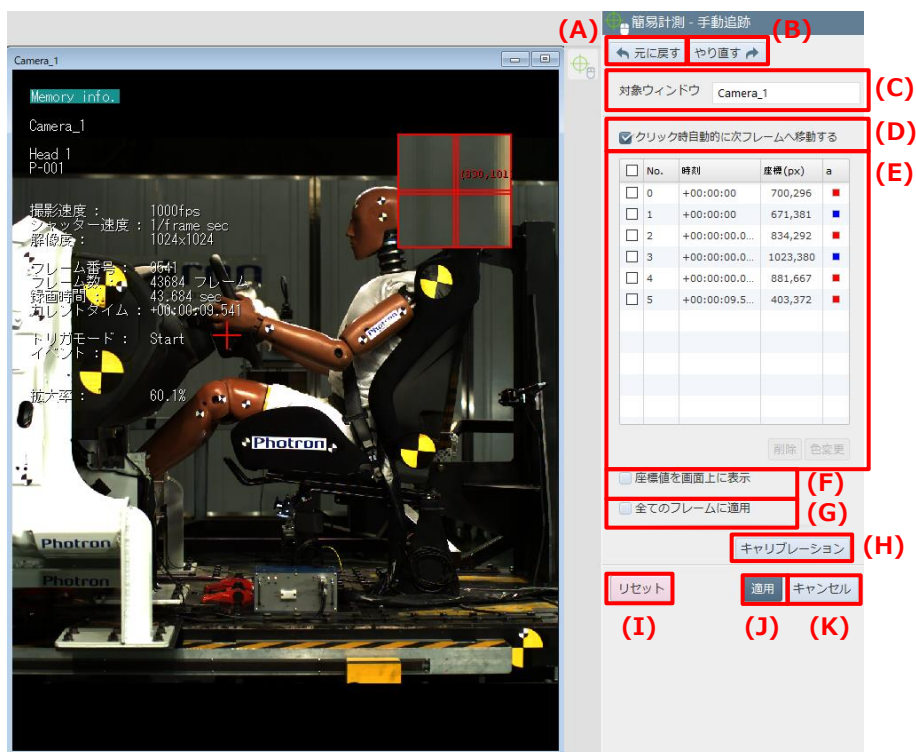 (A)
簡易計測 - 手動追跡
(B)
元に戻す やり直す
Camera_1
対象ウィンドウ Camera_1
(C)
Memory info.
Camera_1
Head 1
P-001
クリック時自動的に次フレームへ移動する
(D)
(E)
No. 時刻 座標(px) a
0 +00:00:00 700,296
1 +00:00:00 671,381
2 +00:00:00.0... 834,292
3 +00:00:00.0... 1023,380
4 +00:00:00.0... 881,667
5 +00:00:09.5... 403,372
(830,101
撮影速度 : 1000fps
シャッター速度 : 1/frame sec
解像度 : 1024x1024
フレーム番号 : 9541
フレーム数 : 43684 フレーム
録画時間 : 43.684 sec
カレントタイム : +00:00:09.541
トリガモード : Start
イベント :
拡大率 : 60.1%
Photron
Photron
Photron
Photron
Photron
削除 色変更
座標値を画面上に表示
(F)
全てのフレームに適用
(G)
キャリブレーション
(H)
リセット 適用 キャンセル
(I) (J) (K)